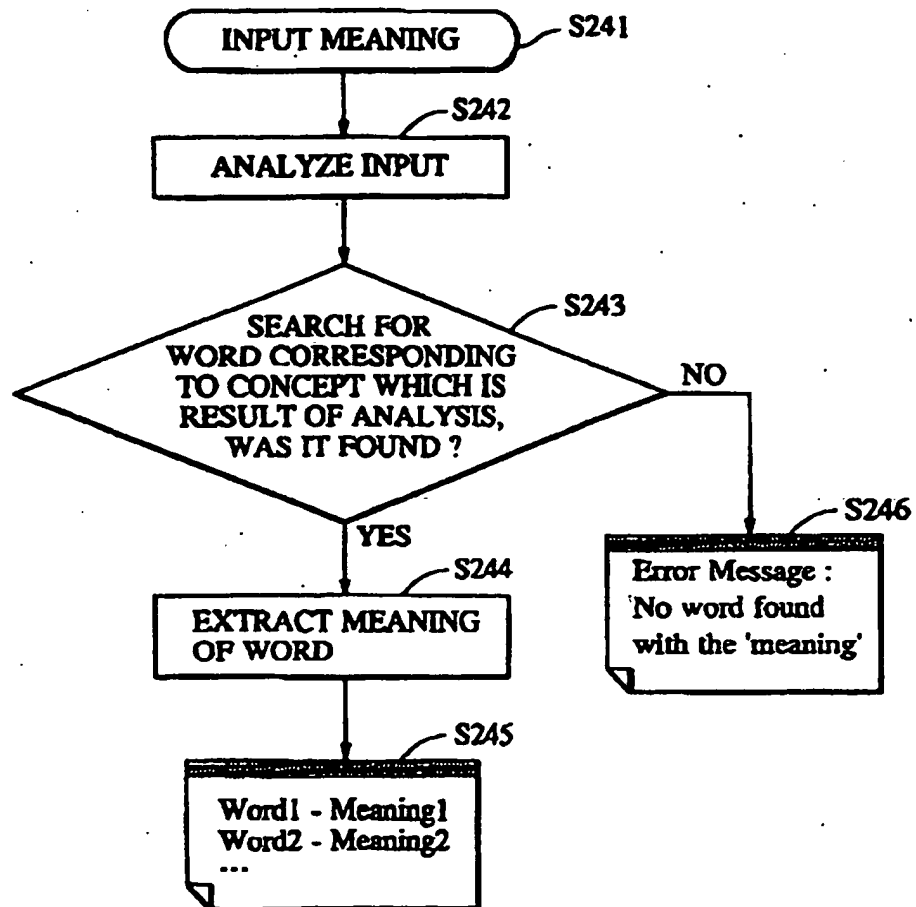 INPUT MEANING
S241
S242
ANALYZE INPUT
S243
SEARCH FOR
WORD CORRESPONDING
TO CONCEPT WHICH IS
RESULT OF ANALYSIS,
WAS IT FOUND ?
NO
YES
S246
Error Message :
No word found
with the 'meaning'
S244
EXTRACT MEANING
OF WORD
S245
Word1 - Meaning1
Word2 - Meaning2
...